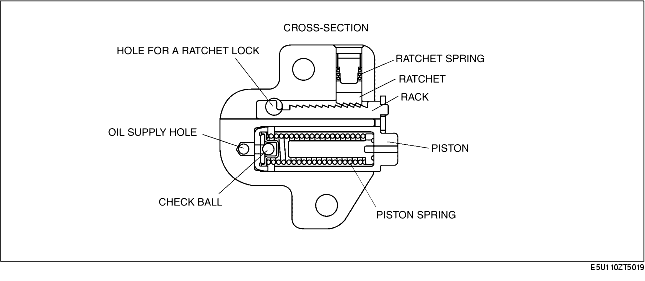 CROSS-SECTION
HOLE FOR A RATCHET LOCK
RATCHET SPRING
RATCHET
RACK
OIL SUPPLY HOLE
PISTON
CHECK BALL
PISTON SPRING
E5U110ZT5019